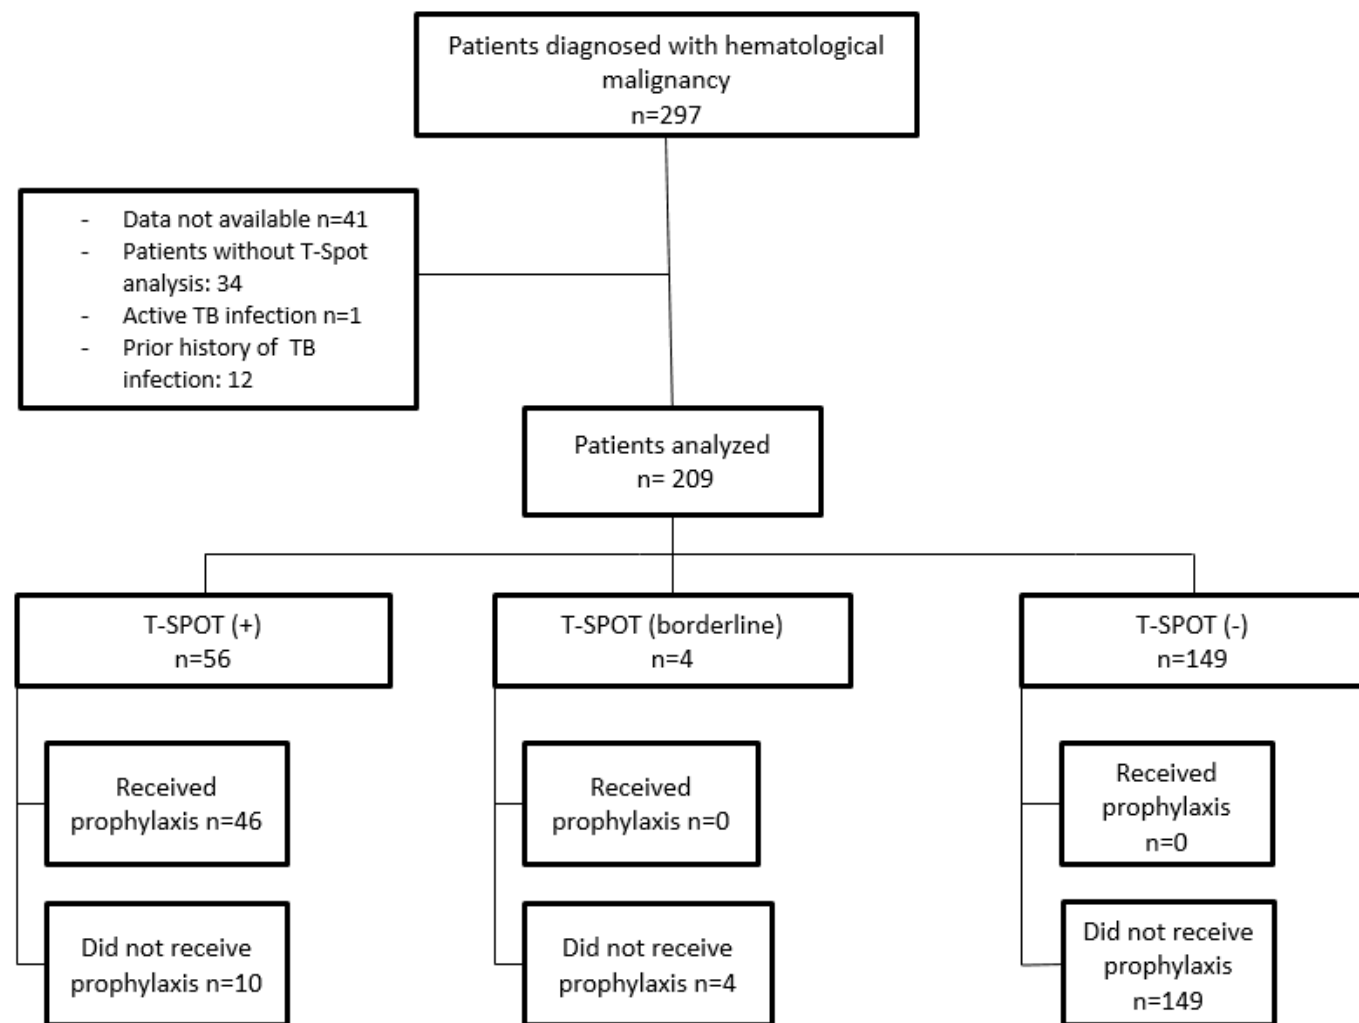 Patients diagnosed with hematological
malignancy
n=297
- Data not available n=41
- Patients without T-Spot
analysis: 34
- Active TB infection n=1
- Prior history of  TB
infection: 12
Patients analyzed
n= 209
T-SPOT (+)
n=56
T-SPOT (borderline)
n=4
T-SPOT (-)
n=149
Received
prophylaxis n=46
Received
prophylaxis n=0
Received
prophylaxis
n=0
Did not receive
prophylaxis n=10
Did not receive
prophylaxis n=4
Did not receive
prophylaxis
n=149